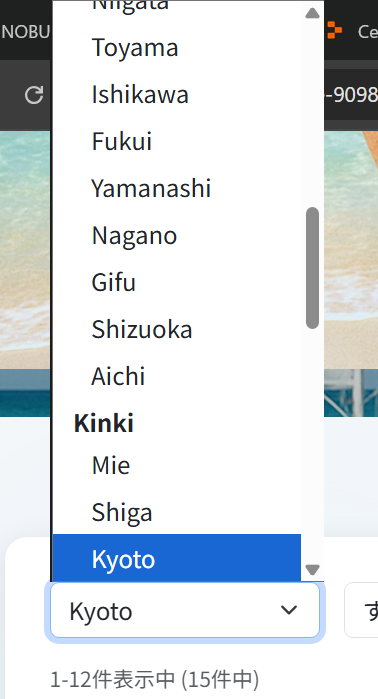 Niigata
NOBU
Toyama
Ce
Ishikawa
-9098
Fukui
Yamanashi
Nagano
Gifu
Shizuoka
Aichi
Kinki
Mie
Shiga
Kyoto
Kyoto
す
1-12件表示中 (15件中)